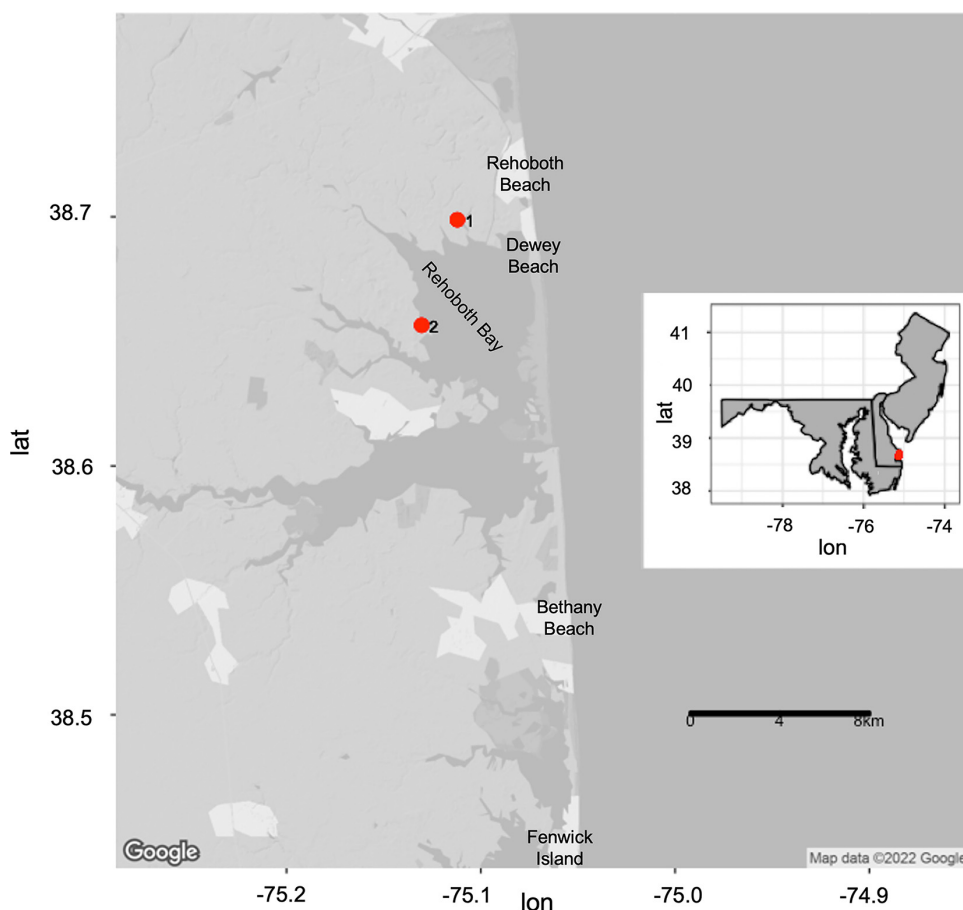 Rehoboth
Beach
38.7
1
Dewey
Beach
Rehoboth Bay
2
41
40
39
38
lat
-78
-76
-74
lon
lat
38.6
Bethany
Beach
38.5
0
4
8km
Fenwick
Island
Google
Map data ©2022 Google
-75.2
-75.1
-75.0
-74.9
lon